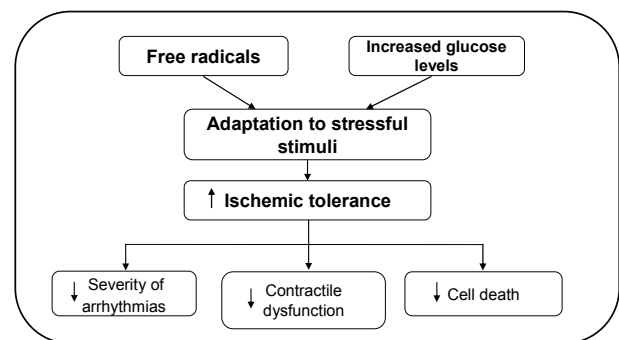 Free radicals
Increased glucose
levels
Adaptation to stressful
stimuli
↑ Ischemic tolerance
↓ Severity of
arrhythmias
↓ Contractile
dysfunction
↓ Cell death